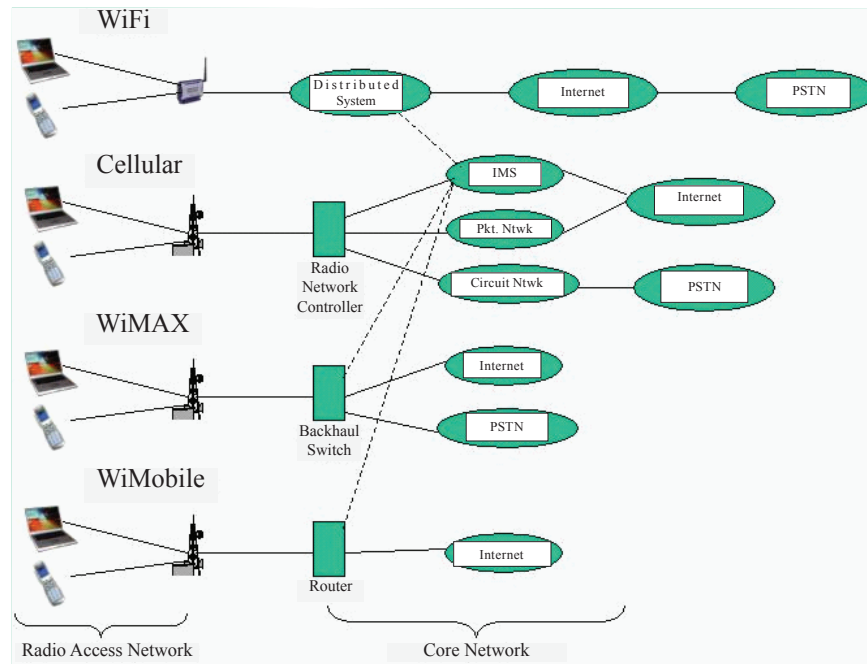 WiFi
Distributed
System
Internet
PSTN
Cellular
IMS
Internet
Pkt. Ntwk
Radio
Network
Controller
Circuit Ntwk
PSTN
WiMAX
Internet
Backhaul
Switch
PSTN
WiMobile
Internet
Router
Radio Access Network
Core Network